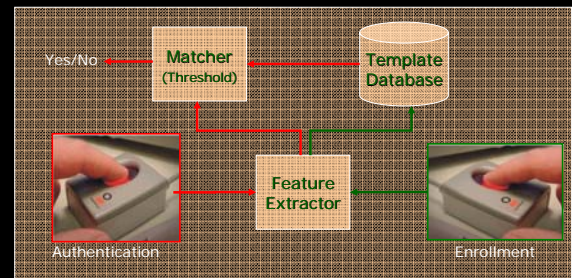 Yes/No
Matcher
(Threshold)
Template
Database
Feature
Extractor
Authentication
Enrollment